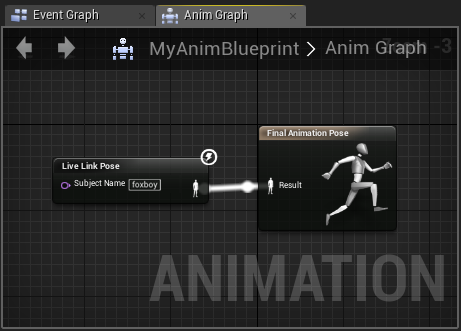 Event Graph
Anim Graph
MyAnimBlueprint > Anim Graph
-3
Live Link Pose
Subject Name foxboy
Final Animation Pose
Result
ANIMATION